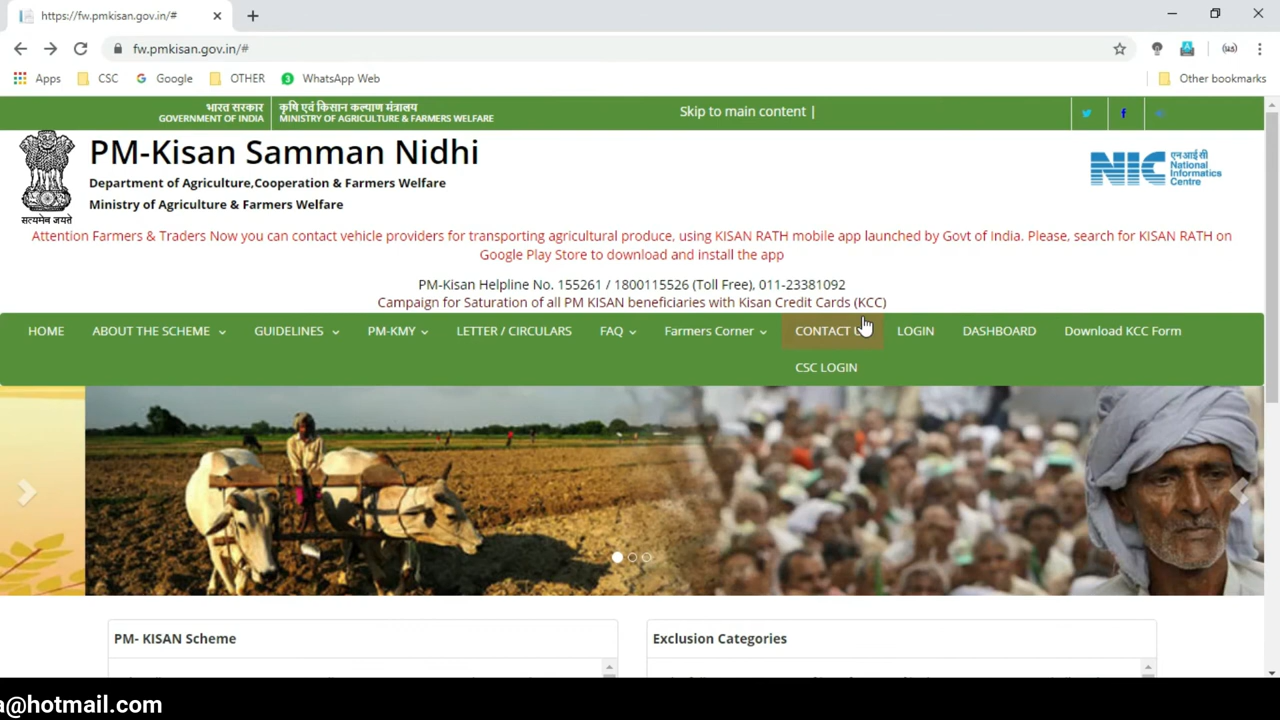 https://fw.pmkisan.gov.in/#
fw.pmkisan.gov.in/#
Apps CSC Google OTHER WhatsApp Web Other bookmarks
भारत सरकार
GOVERNMENT OF INDIA
कृषि एवं किसान कल्याण मंत्रालय
MINISTRY OF AGRICULTURE & FARMERS WELFARE
Skip to main content |
PM-Kisan Samman Nidhi
Department of Agriculture,Cooperation & Farmers Welfare
Ministry of Agriculture & Farmers Welfare
सत्यमेव जयते
NIC
एन आई सी
National
Informatics
Centre
Attention Farmers & Traders Now you can contact vehicle providers for transporting agricultural produce, using KISAN RATH mobile app launched by Govt of India. Please, search for KISAN RATH on
Google Play Store to download and install the app
PM-Kisan Helpline No. 155261 / 1800115526 (Toll Free), 011-23381092
Campaign for Saturation of all PM KISAN beneficiaries with Kisan Credit Cards (KCC)
HOME ABOUT THE SCHEME GUIDELINES PM-KMY LETTER / CIRCULARS FAQ Farmers Corner CONTACT LOGIN DASHBOARD Download KCC Form
CSC LOGIN
PM- KISAN Scheme
Exclusion Categories
a@hotmail.com